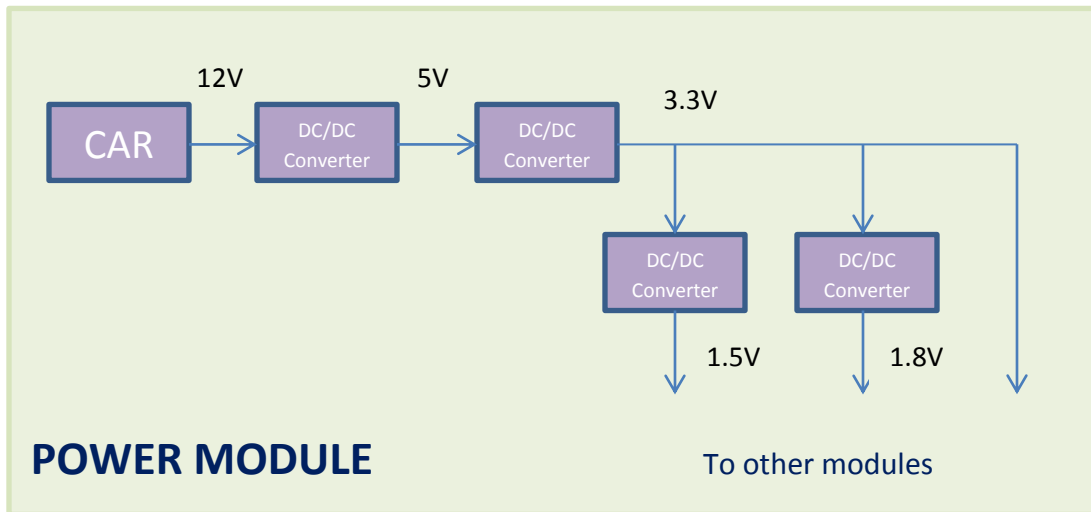 12V
5V
3.3V
CAR
DC/DC
Converter
DC/DC
Converter
DC/DC
Converter
DC/DC
Converter
1.5V
1.8V
POWER MODULE
To other modules